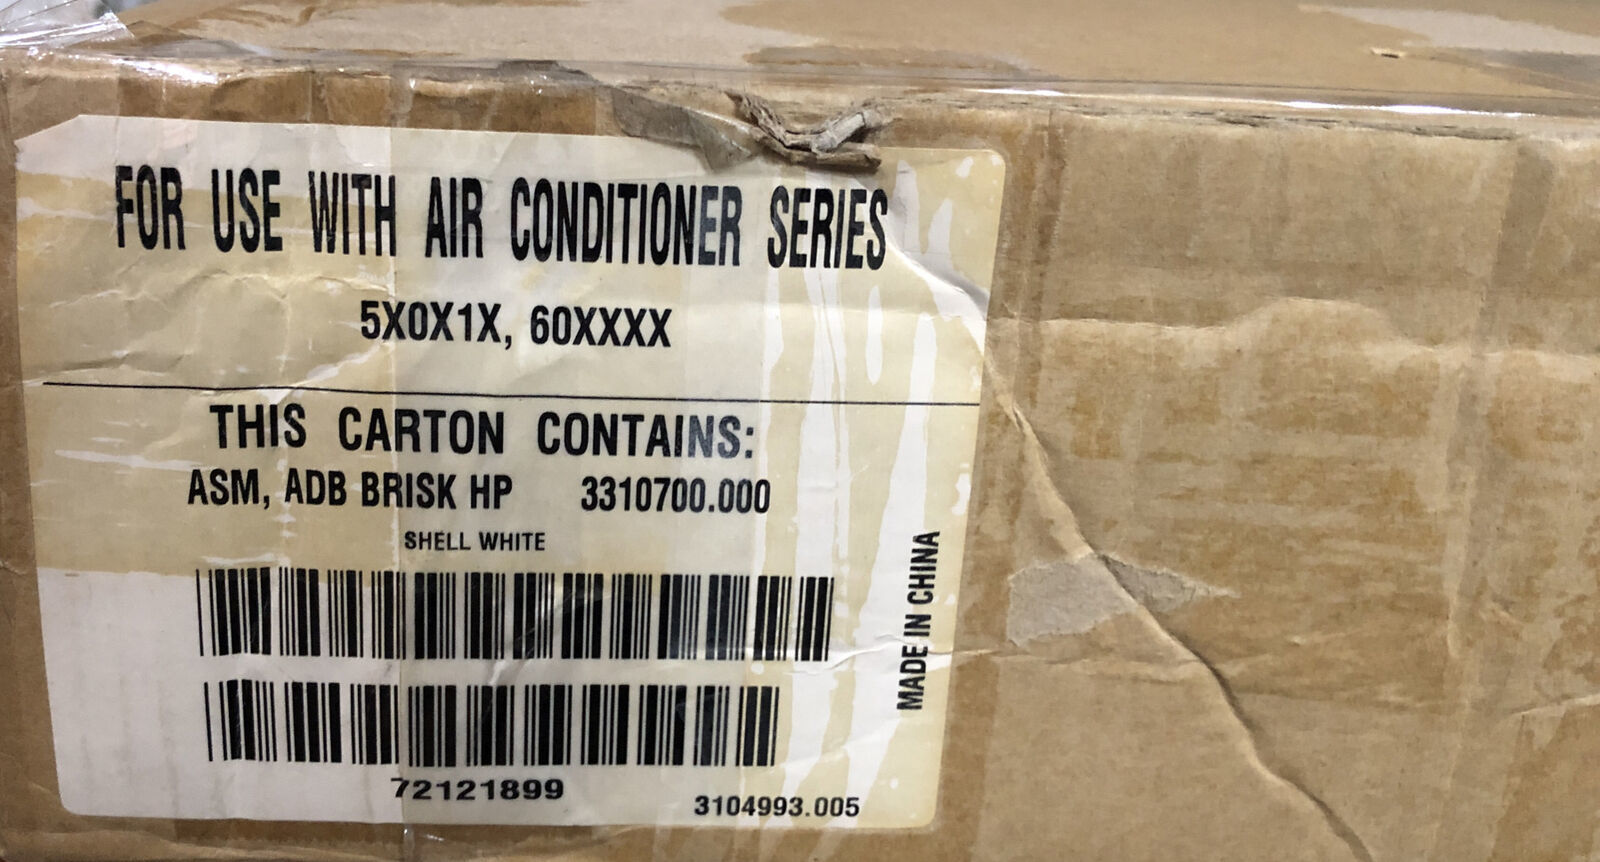 FOR USE WITH AIR CONDITIONER SERIES
5X0X1X, 60XXXX
THIS CARTON CONTAINS:
ASM, ADB BRISK HP 3310700.000
SHELL WHITE
MADE IN CHINA
72121899
3104993.005